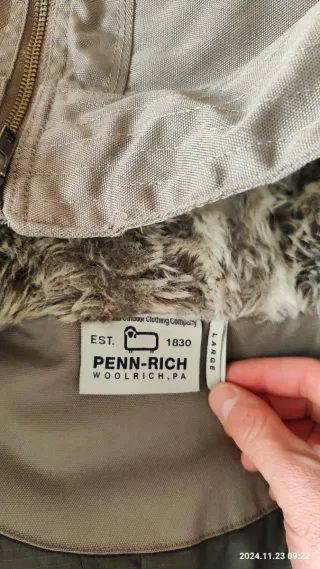 Outdoor Clothing Company
EST. 1830
PENN-RICH
WOOLRICH, PA
LARGE
2024.11.23 09:22